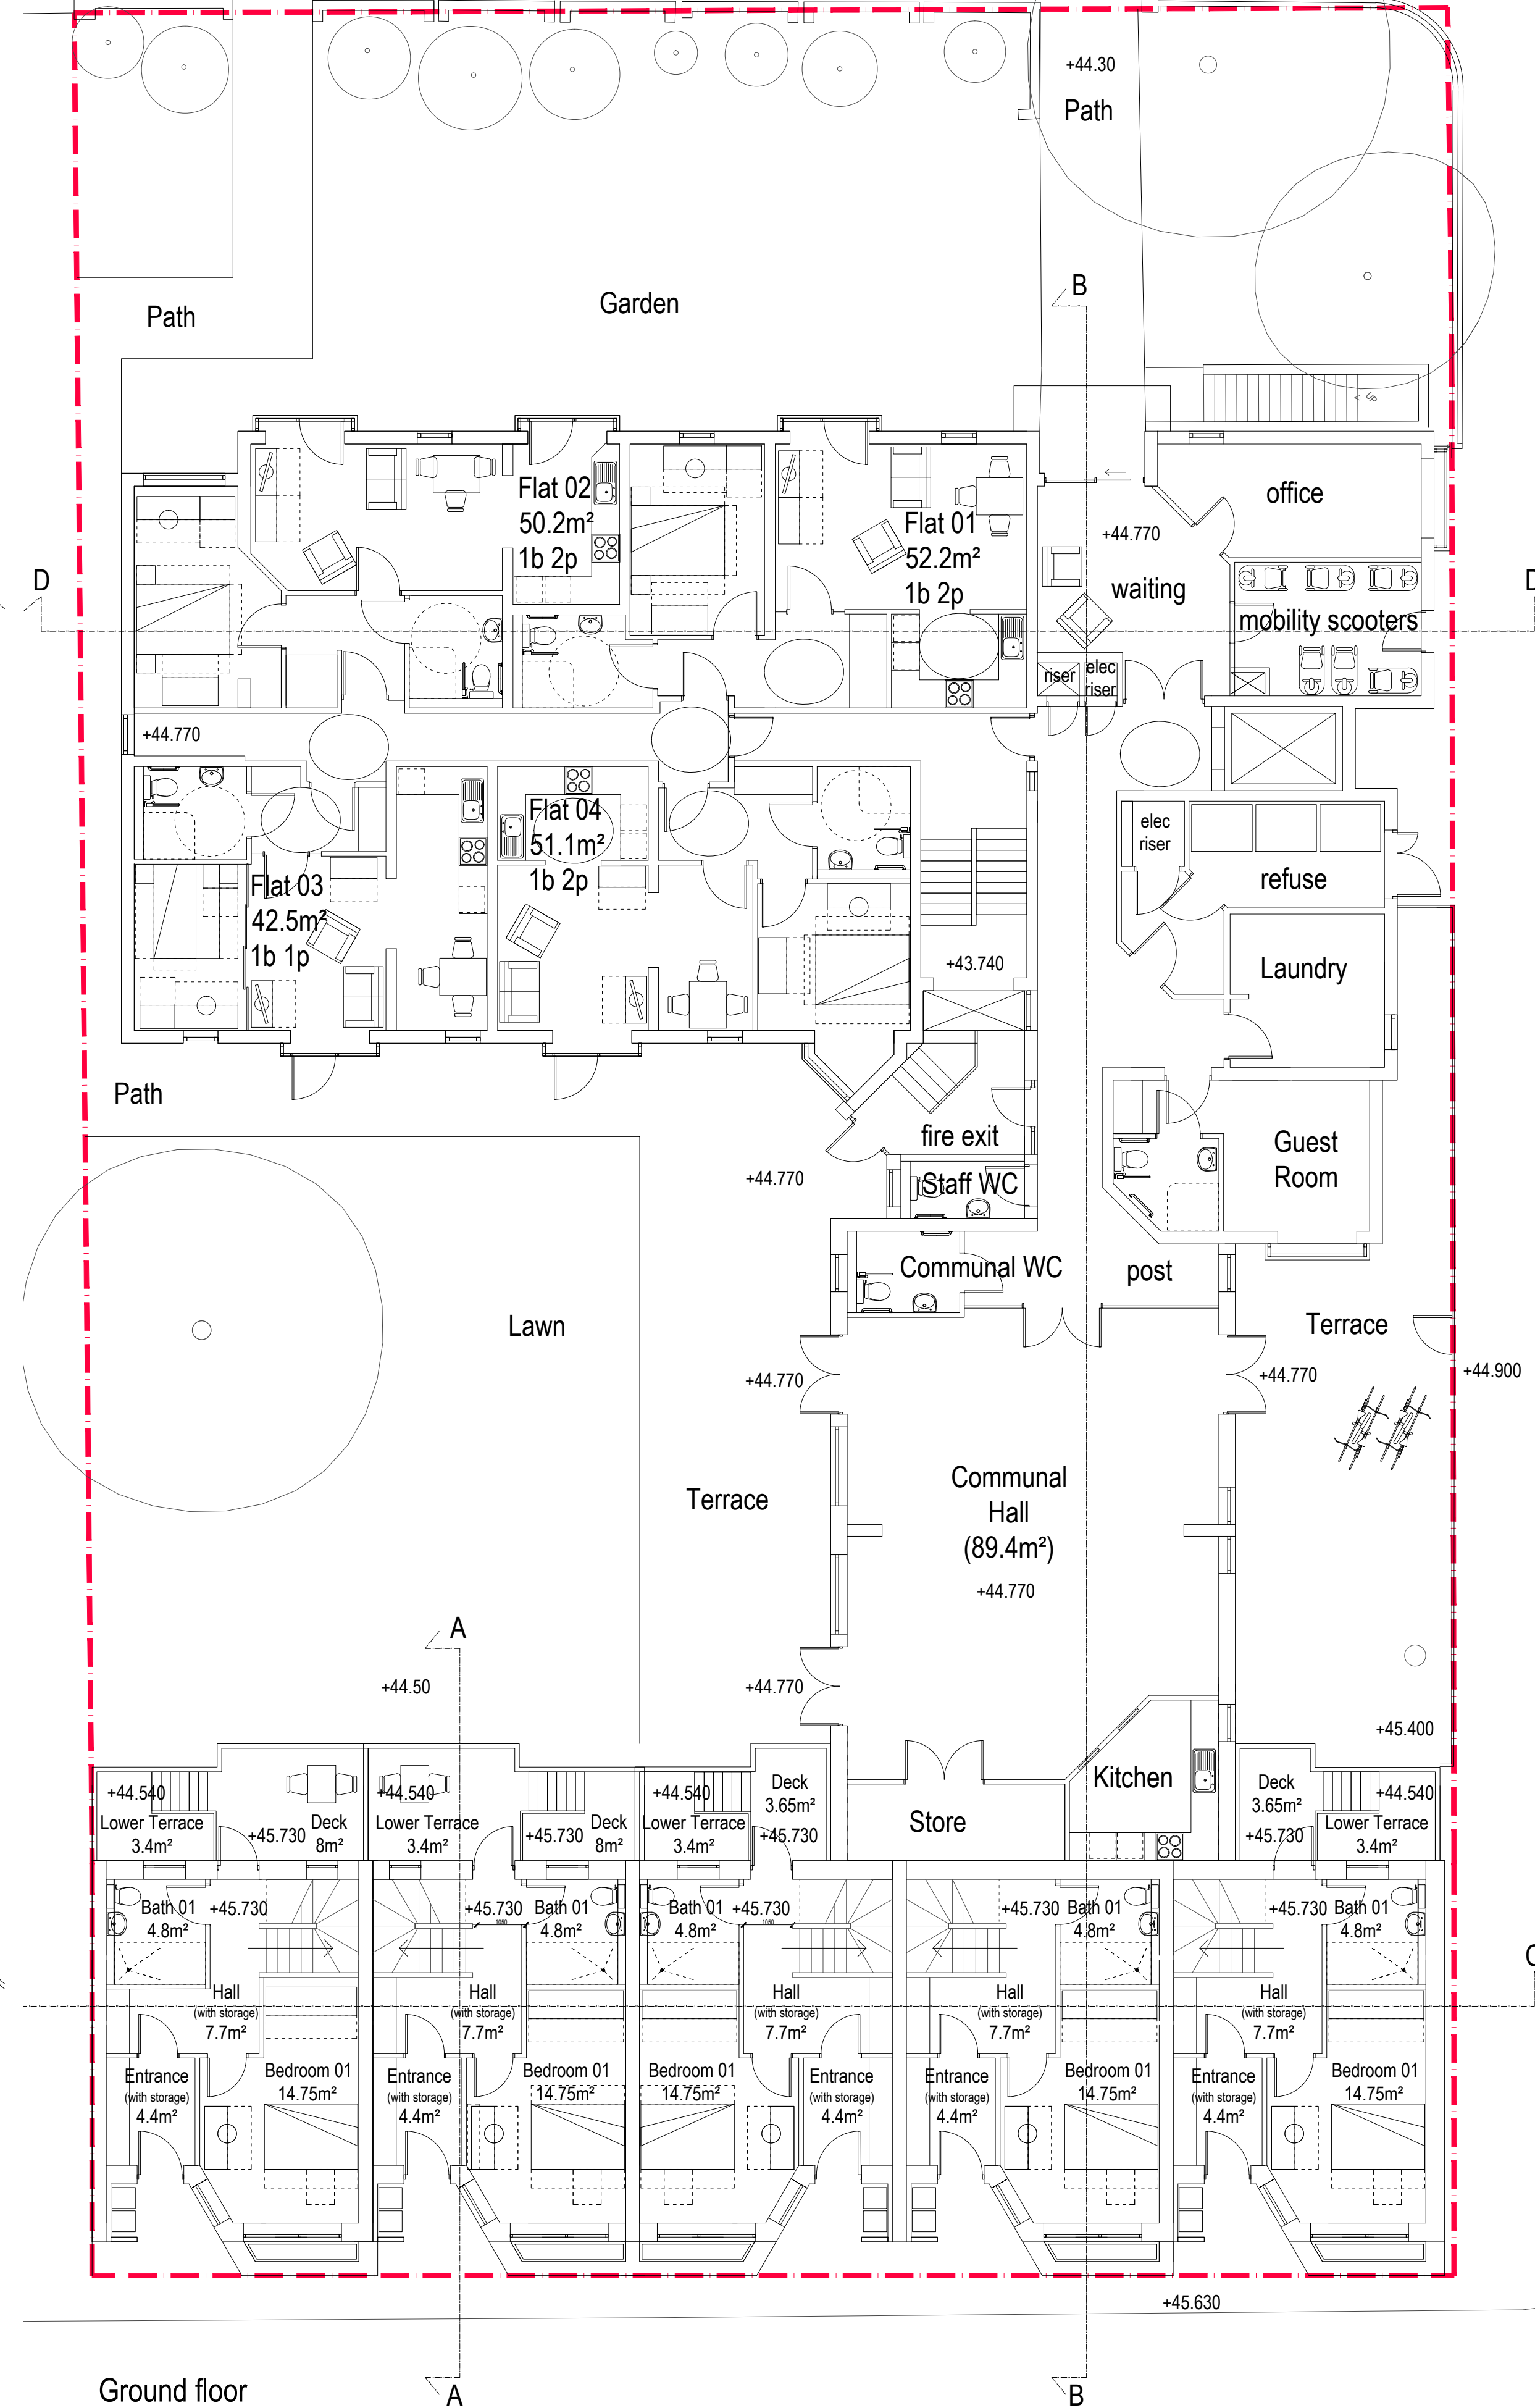 +44.30
Path
Path
Garden
B
UP
Flat 02
50.2m²
1b 2p
Flat 01
52.2m²
1b 2p
office
+44.770
waiting
mobility scooters
D
D
riser
elec
riser
+44.770
elec
riser
refuse
Flat 04
51.1m²
1b 2p
Flat 03
42.5m²
1b 1p
+43.740
Laundry
Path
fire exit
Guest
Room
+44.770
Staff WC
Communal WC
post
Lawn
Terrace
+44.770
+44.770
+44.900
Communal
Hall
(89.4m²)
+44.770
Terrace
A
+44.50
+44.770
+45.400
Kitchen
Store
+44.540
Lower Terrace
3.4m²
+45.730
Deck
8m²
+44.540
Lower Terrace
3.4m²
+45.730
Deck
8m²
+44.540
Lower Terrace
3.4m²
Deck
3.65m²
+45.730
Deck
3.65m²
+45.730
+44.540
Lower Terrace
3.4m²
Bath 01
4.8m²
+45.730
+45.730
1050
Bath 01
4.8m²
Bath 01
4.8m²
+45.730
1050
+45.730
Bath 01
4.8m²
+45.730
Bath 01
4.8m²
C
Hall
(with storage)
7.7m²
Hall
(with storage)
7.7m²
Hall
(with storage)
7.7m²
Hall
(with storage)
7.7m²
Hall
(with storage)
7.7m²
Entrance
(with storage)
4.4m²
Bedroom 01
14.75m²
Entrance
(with storage)
4.4m²
Bedroom 01
14.75m²
Bedroom 01
14.75m²
Entrance
(with storage)
4.4m²
Entrance
(with storage)
4.4m²
Bedroom 01
14.75m²
Entrance
(with storage)
4.4m²
Bedroom 01
14.75m²
+45.630
Ground floor
A
B